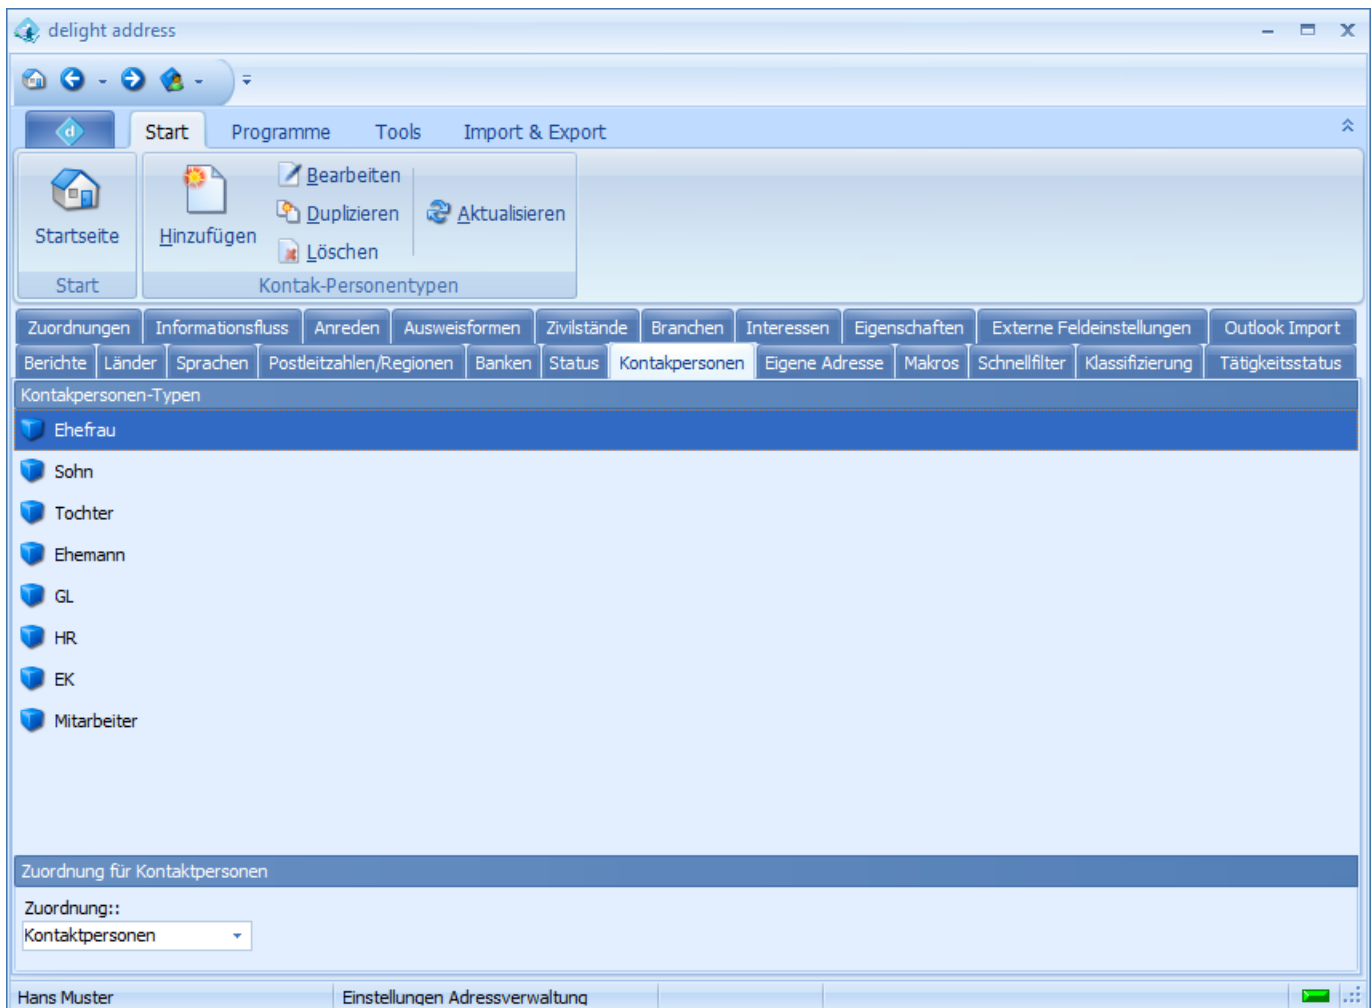 delight address
Start Programme Tools Import & Export
Bearbeiten
Duplizieren Aktualisieren
Startseite Hinzufügen
Löschen
Start Kontak-Personentypen
Zuordnungen Informationsfluss Anreden Ausweisformen Zivilstände Branchen Interessen Eigenschaften Externe Feldeinstellungen Outlook Import
Berichte Länder Sprachen Postleitzahlen/Regionen Banken Status Kontakpersonen Eigene Adresse Makros Schnellfilter Klassifizierung Tätigkeitsstatus
Kontakpersonen-Typen
Ehefrau
Sohn
Tochter
Ehemann
GL
HR
EK
Mitarbeiter
Zuordnung für Kontaktpersonen
Zuordnung::
Kontaktpersonen
Hans Muster Einstellungen Adressverwaltung